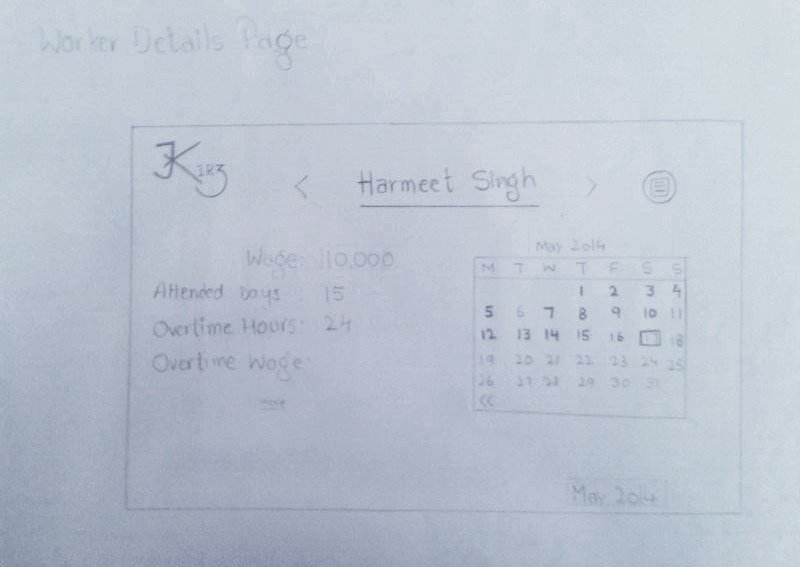 Worker Details Page
< Harmeet Singh >
Wage: 10,000
Attended Days : 15
Overtime Hours: 24
Overtime Wage:
more
May 2014
M T W T F S S
1 2 3 4
5 6 7 8 9 10 11
12 13 14 15 16 17 18
19 20 21 22 23 24 25
26 27 28 29 30 31
<<
May 2014